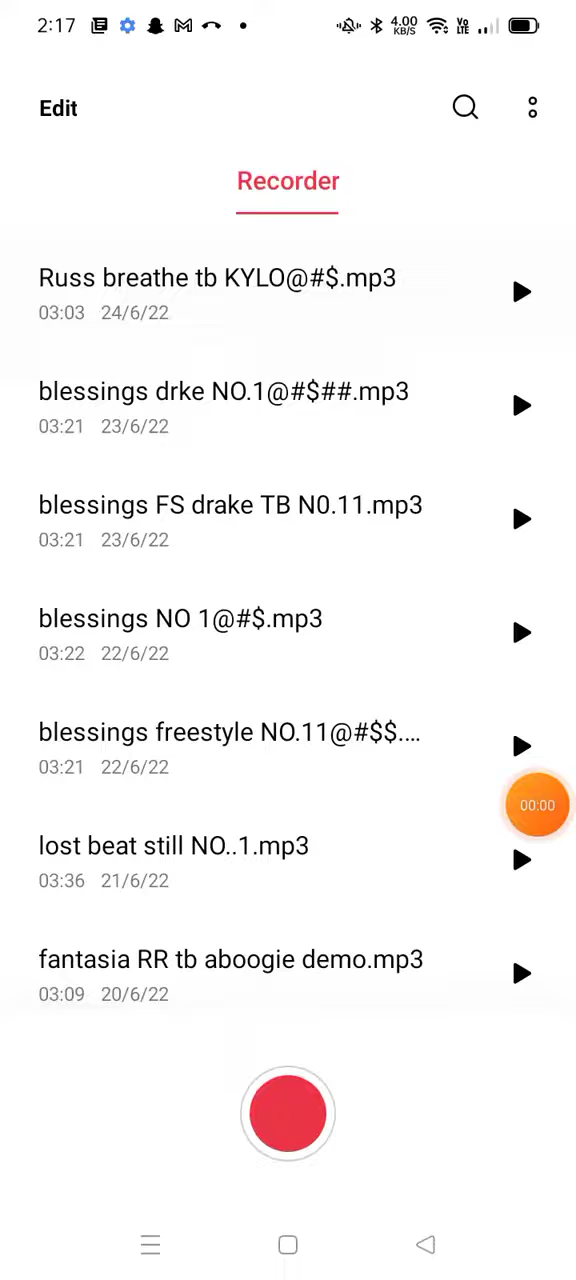 2:17
4.00
KB/S
Vo
LTE
Edit
Recorder
Russ breathe tb KYLO@#$.mp3
03:03 24/6/22
blessings drke NO.1@#$##.mp3
03:21 23/6/22
blessings FS drake TB N0.11.mp3
03:21 23/6/22
blessings NO 1@#$.mp3
03:22 22/6/22
blessings freestyle NO.11@#$$....
03:21 22/6/22
00:00
lost beat still NO..1.mp3
03:36 21/6/22
fantasia RR tb aboogie demo.mp3
03:09 20/6/22